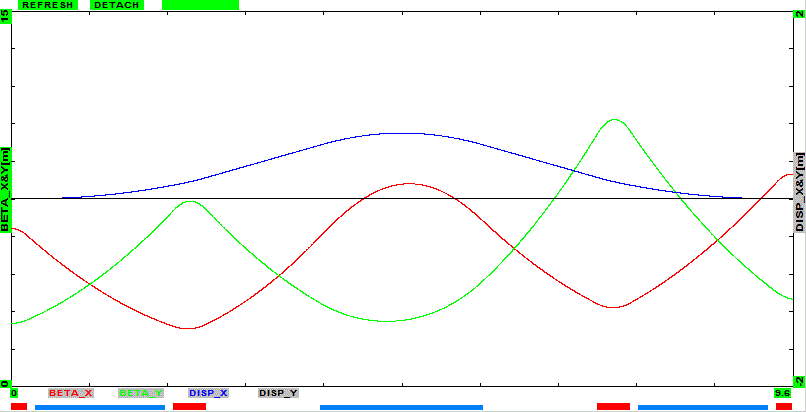 REFRESH DETACH
15 2
BETA_X&Y[m] DISP_X&Y[m]
0 -2
0 BETA_X BETA_Y DISP_X DISP_Y 9.6